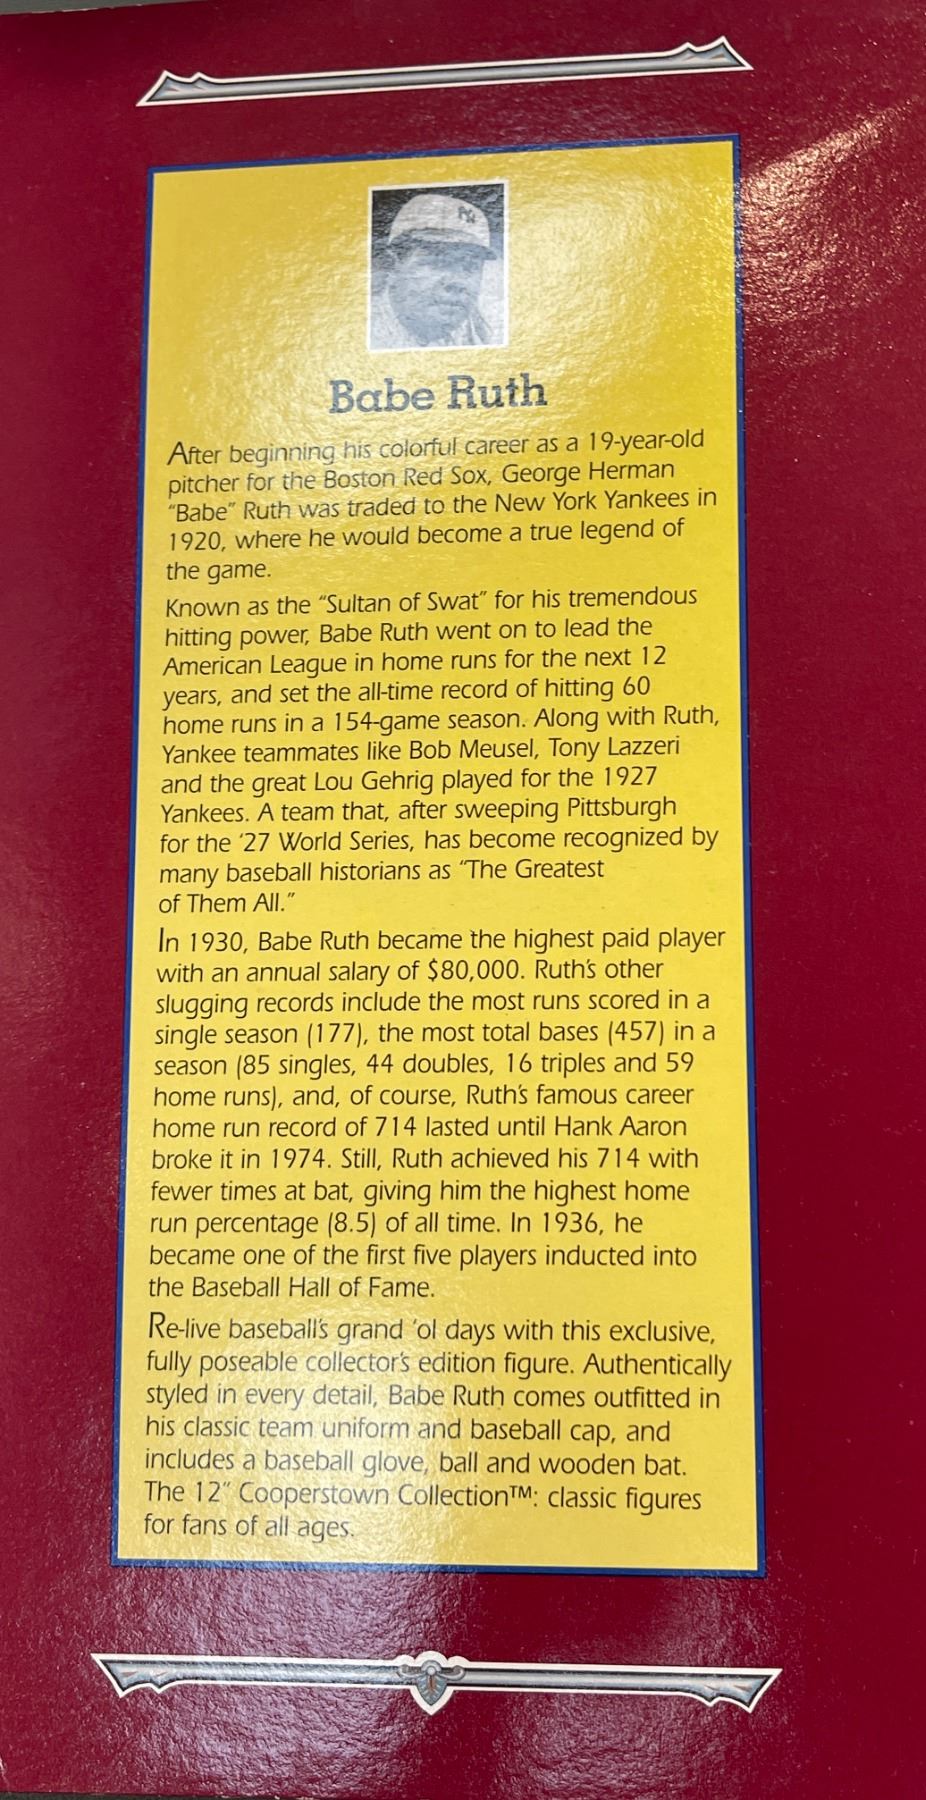 Babe Ruth
After beginning his colorful career as a 19-year-old
pitcher for the Boston Red Sox, George Herman
"Babe" Ruth was traded to the New York Yankees in
1920, where he would become a true legend of
the game.
Known as the "Sultan of Swat" for his tremendous
hitting power, Babe Ruth went on to lead the
American League in home runs for the next 12
years, and set the all-time record of hitting 60
home runs in a 154-game season. Along with Ruth,
Yankee teammates like Bob Meusel, Tony Lazzeri
and the great Lou Gehrig played for the 1927
Yankees. A team that, after sweeping Pittsburgh
for the '27 World Series, has become recognized by
many baseball historians as "The Greatest
of Them All."
In 1930, Babe Ruth became the highest paid player
with an annual salary of $80,000. Ruth's other
slugging records include the most runs scored in a
single season (177), the most total bases (457) in a
season (85 singles, 44 doubles, 16 triples and 59
home runs), and, of course, Ruth's famous career
home run record of 714 lasted until Hank Aaron
broke it in 1974. Still, Ruth achieved his 714 with
fewer times at bat, giving him the highest home
run percentage (8.5) of all time. In 1936, he
became one of the first five players inducted into
the Baseball Hall of Fame.
Re-live baseball's grand 'ol days with this exclusive,
fully poseable collector's edition figure. Authentically
styled in every detail, Babe Ruth comes outfitted in
his classic team uniform and baseball cap, and
includes a baseball glove, ball and wooden bat.
The 12" Cooperstown Collection™: classic figures
for fans of all ages.